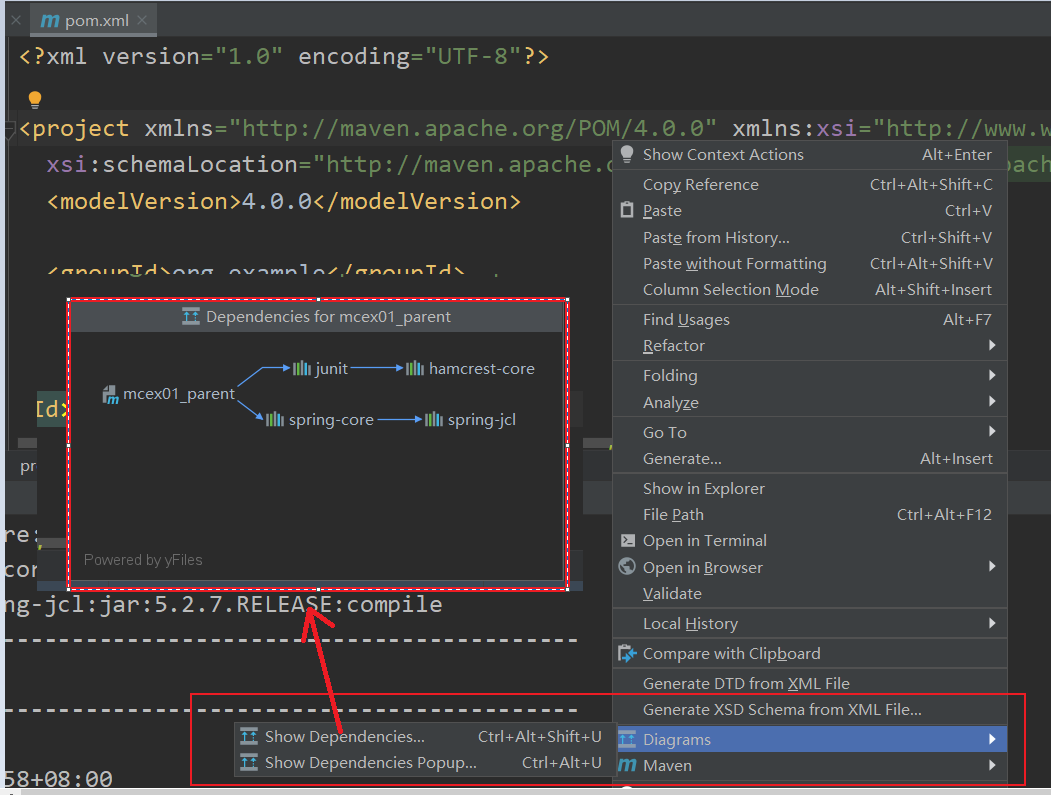 pom.xml
<?xml version="1.0" encoding="UTF-8"?>
<project xmlns="http://maven.apache.org/POM/4.0.0" xmlns:xsi="http://www.w
xsi:schemaLocation="http://maven.apache.o
pach
<modelVersion>4.0.0</modelVersion>
<groupId>org.example</groupId>
Dependencies for mcex01_parent
mcex01_parent
junit
hamcrest-core
spring-core
spring-jcl
Powered by yFiles
Id>
pr
re:
cor
ng-jcl:jar:5.2.7.RELEASE:compile
------------------------------------------
------------------------------------------
58+08:00
Show Context Actions Alt+Enter
Copy Reference Ctrl+Alt+Shift+C
Paste Ctrl+V
Paste from History... Ctrl+Shift+V
Paste without Formatting Ctrl+Alt+Shift+V
Column Selection Mode Alt+Shift+Insert
Find Usages Alt+F7
Refactor
Folding
Analyze
Go To
Generate... Alt+Insert
Show in Explorer
File Path Ctrl+Alt+F12
Open in Terminal
Open in Browser
Validate
Local History
Compare with Clipboard
Generate DTD from XML File
Generate XSD Schema from XML File...
Diagrams
Maven
Show Dependencies... Ctrl+Alt+Shift+U
Show Dependencies Popup... Ctrl+Alt+U